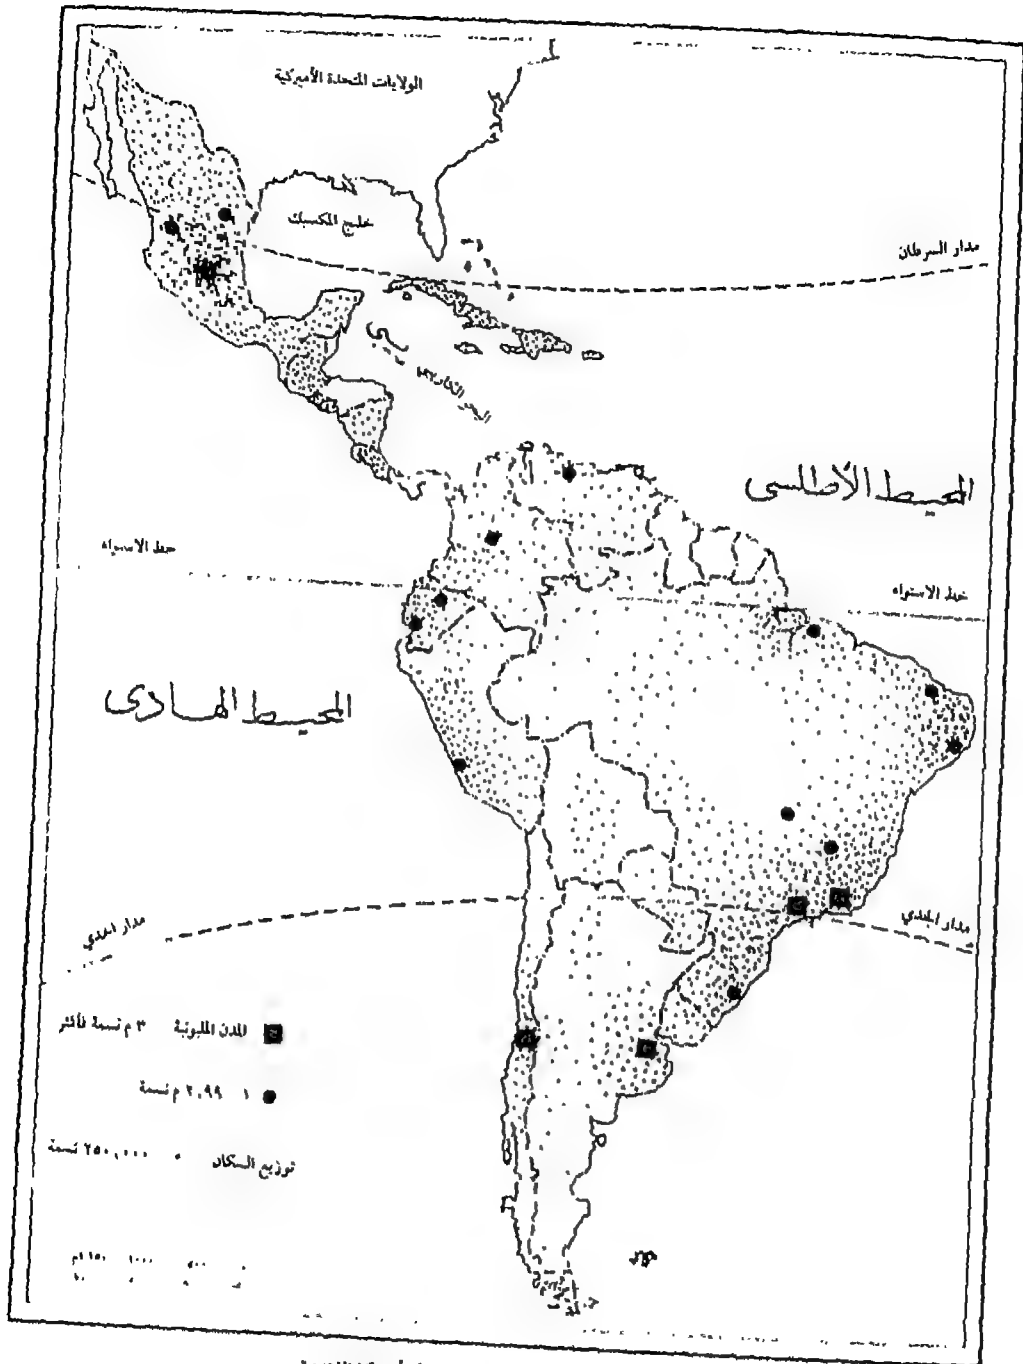 الولايات المتحدة الأميركية
خليج المكسيك
مدار السرطان
المحيط الأطلسي
خط الاستواء
خط الاستواء
المحيط الهادي
مدار الجدي
مدار الجدي
المدن المليونية ٣ م نسمة فأكثر
١ ٢,٩٩ م نسمة
توزيع السكان ٢٥٠,٠٠٠ نسمة